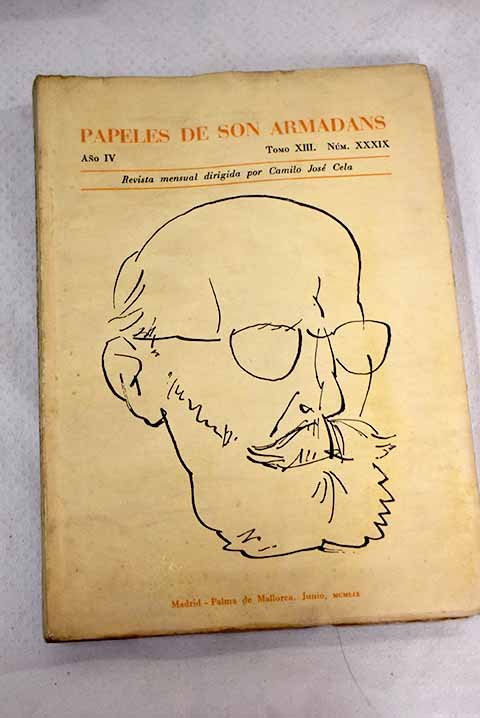 PAPELES DE SON ARMADANS
Año IV Tomo XIII. Núm. XXXIX
Revista mensual dirigida por Camilo José Cela
Madrid - Palma de Mallorca. Junio, MCMLIX